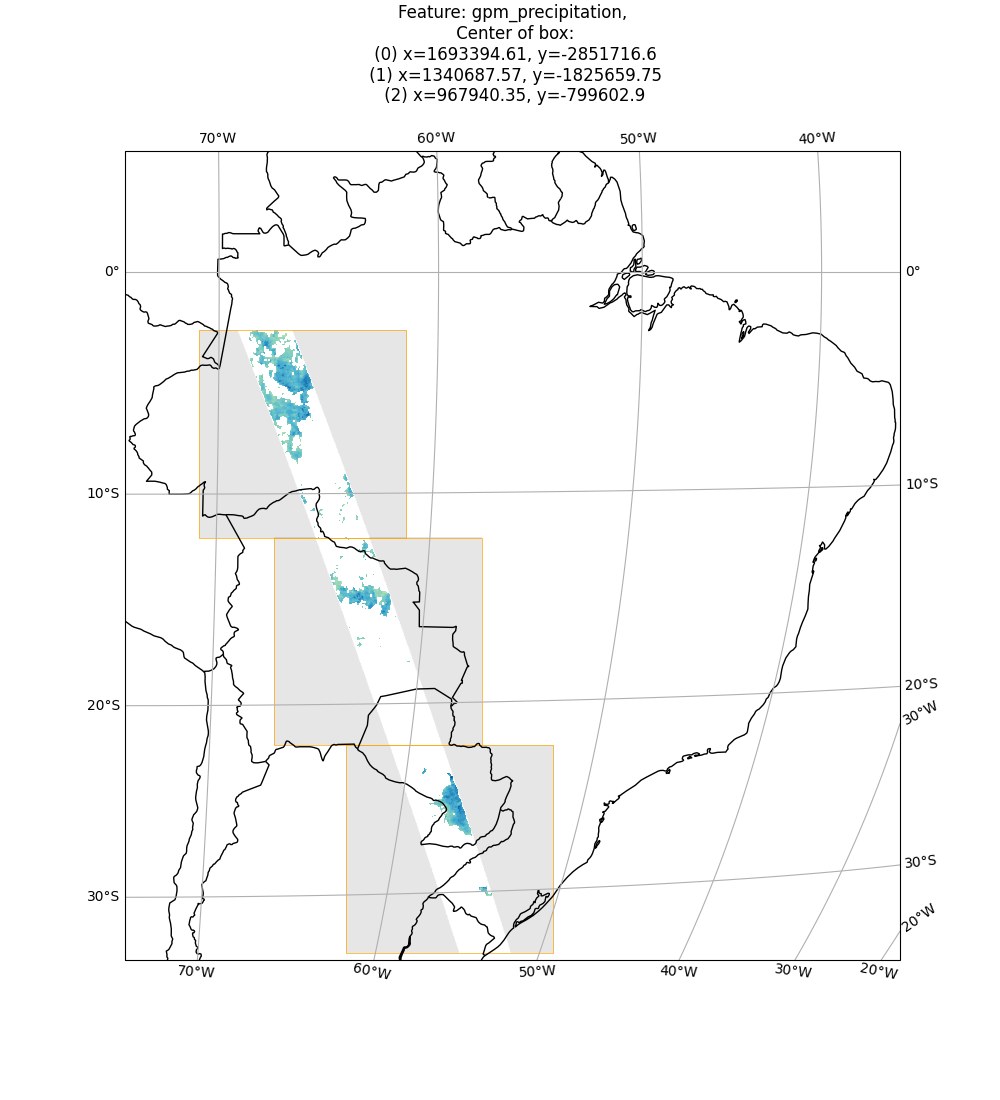 Feature: gpm_precipitation,
Center of box:
(0) x=1693394.61, y=-2851716.6
(1) x=1340687.57, y=-1825659.75
(2) x=967940.35, y=-799602.9
70°W 60°W 50°W 40°W
0° 0°
10°S 10°S
20°S 20°S
30°W
30°S 30°S
20°W
70°W 60°W 50°W 40°W 30°W 20°W